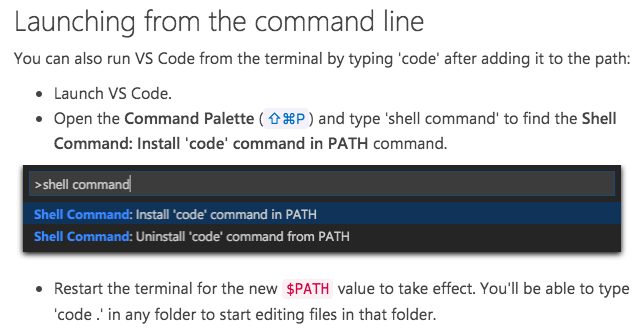 Launching from the command line
You can also run VS Code from the terminal by typing 'code' after adding it to the path:
• Launch VS Code.
• Open the Command Palette (⇧⌘P) and type 'shell command' to find the Shell
Command: Install 'code' command in PATH command.
>shell command
Shell Command: Install 'code' command in PATH
Shell Command: Uninstall 'code' command from PATH
• Restart the terminal for the new $PATH value to take effect. You'll be able to type
'code .' in any folder to start editing files in that folder.